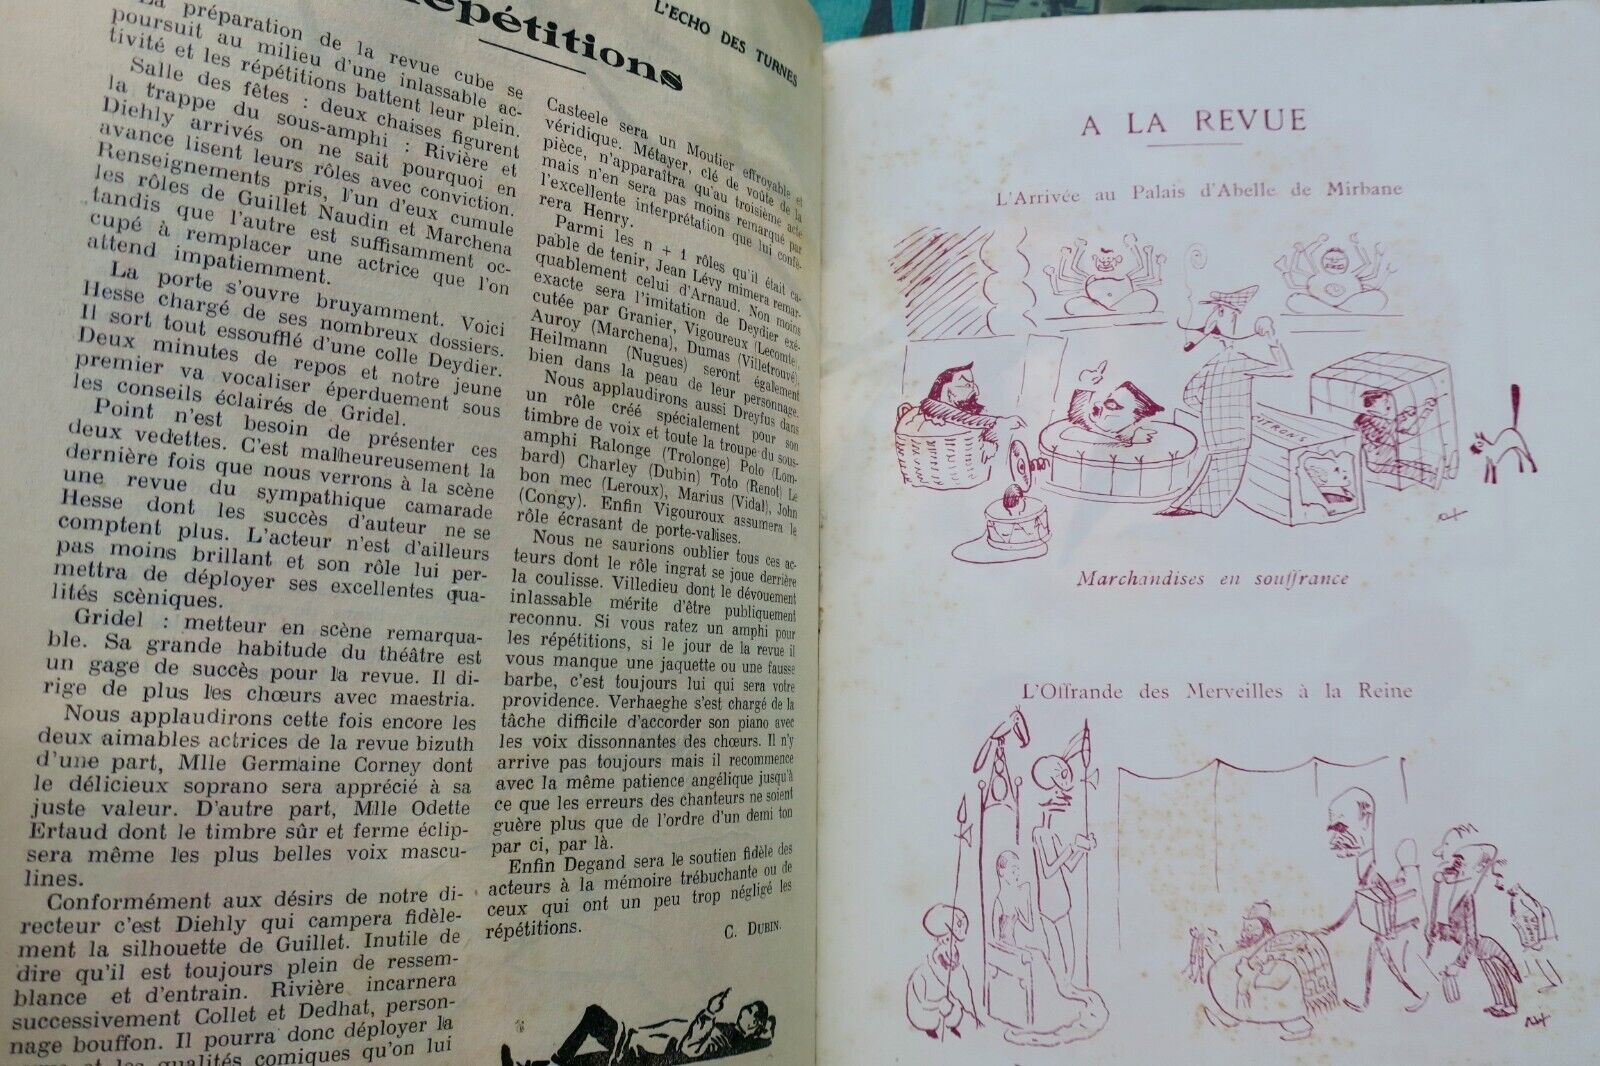 L'ECHO DES TURNES
Répétitions
La préparation de la revue cube se
poursuit au milieu d'une inlassable ac-
tivité et les répétitions battent leur plein.
Salle des fêtes : deux chaises figurent
la trappe du sous-amphi : Rivière et
Diehly arrivés on ne sait pourquoi en
avance lisent leurs rôles avec conviction.
Renseignements pris, l'un d'eux cumule
les rôles de Guillet Naudin et Marchena
tandis que l'autre est suffisamment oc-
cupé à remplacer une actrice que l'on
attend impatiemment.
La porte s'ouvre bruyamment. Voici
Hesse chargé de ses nombreux dossiers.
Il sort tout essoufflé d'une colle Deydier.
Deux minutes de repos et notre jeune
premier va vocaliser éperduement sous
les conseils éclairés de Gridel.
Point n'est besoin de présenter ces
deux vedettes. C'est malheureusement la
dernière fois que nous verrons à la scène
une revue du sympathique camarade
Hesse dont les succès d'auteur ne se
comptent plus. L'acteur n'est d'ailleurs
pas moins brillant et son rôle lui per-
mettra de déployer ses excellentes qua-
lités scèniques.
Gridel : metteur en scène remarqua-
ble. Sa grande habitude du théâtre est
un gage de succès pour la revue. Il di-
rige de plus les chœurs avec maestria.
Nous applaudirons cette fois encore les
deux aimables actrices de la revue bizuth
d'une part, Mlle Germaine Corney dont
le délicieux soprano sera apprécié à sa
juste valeur. D'autre part, Mlle Odette
Ertaud dont le timbre sûr et ferme éclip-
sera même les plus belles voix mascu-
lines.
Conformément aux désirs de notre di-
recteur c'est Diehly qui campera fidèle-
ment la silhouette de Guillet. Inutile de
dire qu'il est toujours plein de ressem-
blance et d'entrain. Rivière incarnera
successivement Collet et Dedhat, person-
nage bouffon. Il pourra donc déployer la
et les qualités comiques qu'on lui
Casteele sera un Moutier effroyable et
véridique. Métayer, clé de voûte de la
pièce, n'apparaîtra qu'au troisième acte
mais n'en sera pas moins remarqué par
l'excellente interprétation que lui confé-
rera Henry.
Parmi les n + 1 rôles qu'il était ca-
pable de tenir, Jean Lévy mimera remar-
quablement celui d'Arnaud. Non moins
exacte sera l'imitation de Deydier exé-
cutée par Granier, Vigoureux (Lecomte)
Auroy (Marchena), Dumas (Villetrouvé),
Heilmann (Nugues) seront également
bien dans la peau de leur personnage.
Nous applaudirons aussi Dreyfus dans
un rôle créé spécialement pour son
timbre de voix et toute la troupe du sous-
amphi Ralonge (Trolonge) Polo (Lom-
bard) Charley (Dubin) Toto (Renot) Le
bon mec (Leroux), Marius (Vidal), John
(Congy). Enfin Vigouroux assumera le
rôle écrasant de porte-valises.
Nous ne saurions oublier tous ces ac-
teurs dont le rôle ingrat se joue derrière
la coulisse. Villedieu dont le dévouement
inlassable mérite d'être publiquement
reconnu. Si vous ratez un amphi pour
les répétitions, si le jour de la revue il
vous manque une jaquette ou une fausse
barbe, c'est toujours lui qui sera votre
providence. Verhaeghe s'est chargé de la
tâche difficile d'accorder son piano avec
les voix dissonnantes des chœurs. Il n'y
arrive pas toujours mais il recommence
avec la même patience angélique jusqu'à
ce que les erreurs des chanteurs ne soient
guère plus que de l'ordre d'un demi ton
par ci, par là.
Enfin Degand sera le soutien fidèle des
acteurs à la mémoire trébuchante ou de
ceux qui ont un peu trop négligé les
répétitions.
C. DUBIN.
A LA REVUE
L'Arrivée au Palais d'Abelle de Mirbane
CITRONS
Marchandises en souffrance
L'Offrande des Merveilles à la Reine